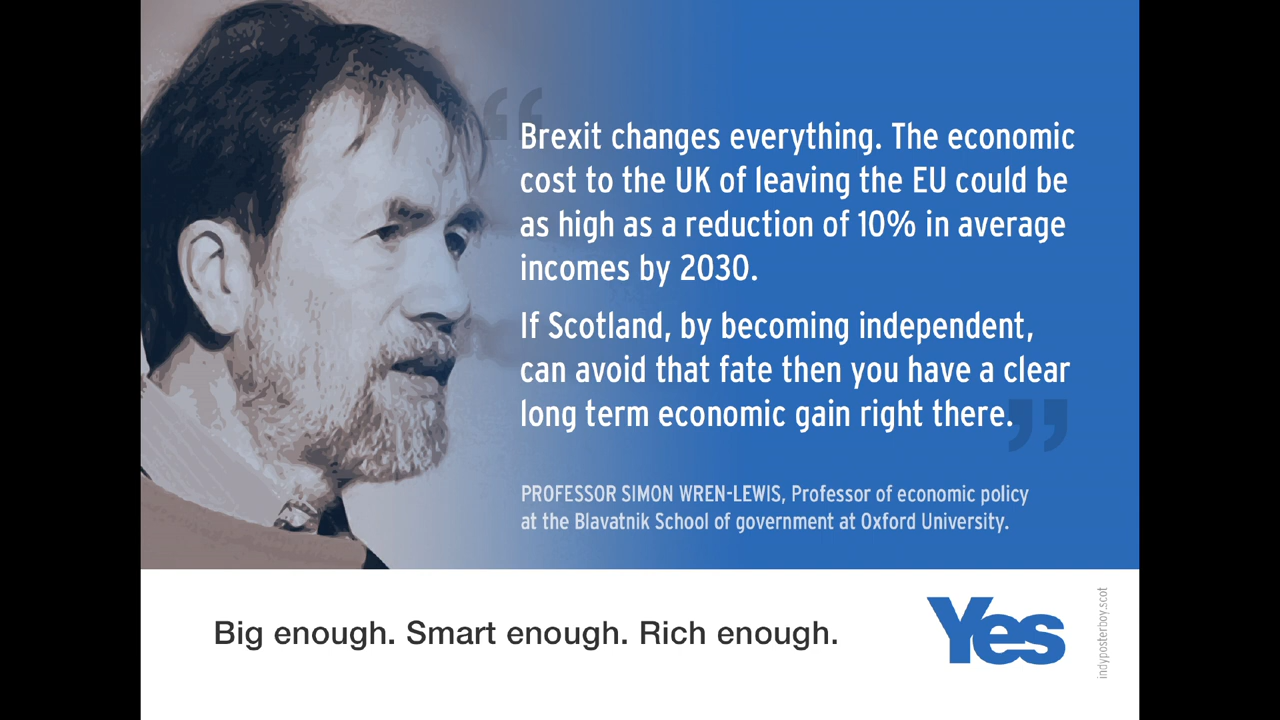 “
Brexit changes everything. The economic
cost to the UK of leaving the EU could be
as high as a reduction of 10% in average
incomes by 2030.
If Scotland, by becoming independent,
can avoid that fate then you have a clear
long term economic gain right there.
”
PROFESSOR SIMON WREN-LEWIS, Professor of economic policy
at the Blavatnik School of government at Oxford University.
Big enough. Smart enough. Rich enough.
Yes
indyposterboy.scot